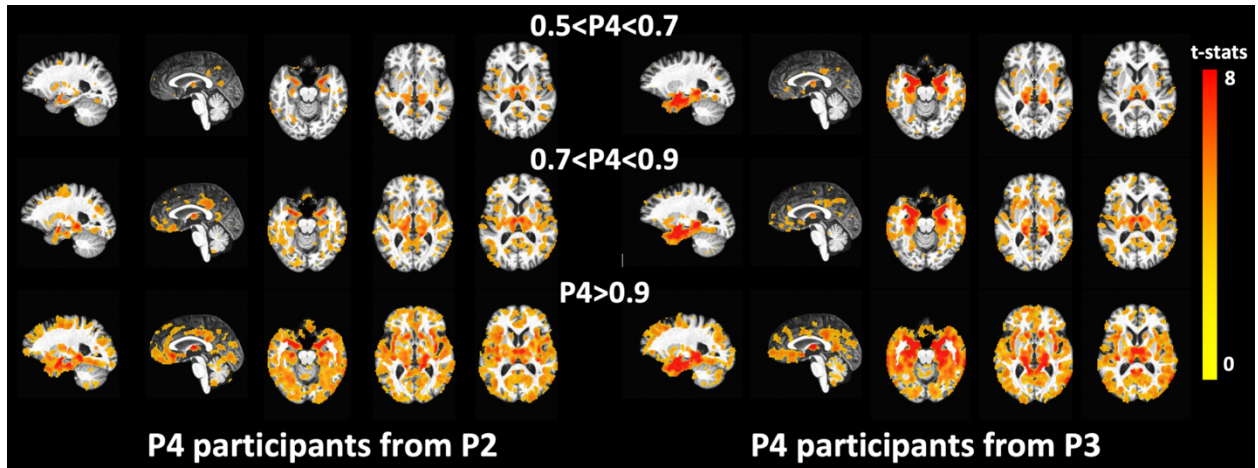 0.5<P4<0.7
t-stats
8
0.7<P4<0.9
P4>0.9
0
P4 participants from P2
P4 participants from P3